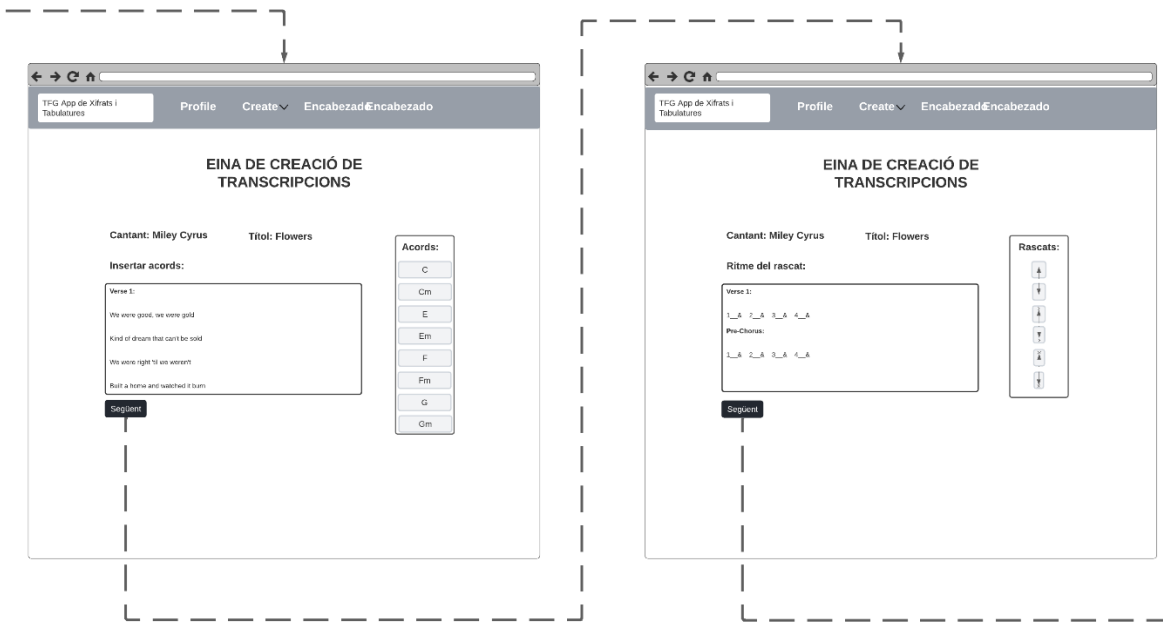 TFG App de Xifrats i
Tabulatures
Profile
Create
Encabezado
Encabezado
EINA DE CREACIÓ DE
TRANSCRIPCIONS
Cantant: Miley Cyrus
Títol: Flowers
Insertar acords:
Verse 1:
We were good, we were gold
Kind of dream that can't be sold
We were right 'til we weren't
Built a home and watched it burn
Següent
Acords:
C
Cm
E
Em
F
Fm
G
Gm
TFG App de Xifrats i
Tabulatures
Profile
Create
Encabezado
Encabezado
EINA DE CREACIÓ DE
TRANSCRIPCIONS
Cantant: Miley Cyrus
Títol: Flowers
Ritme del rascat:
Verse 1:
1__& 2__& 3__& 4__&
Pre-Chorus:
1__& 2__& 3__& 4__&
Següent
Rascats: